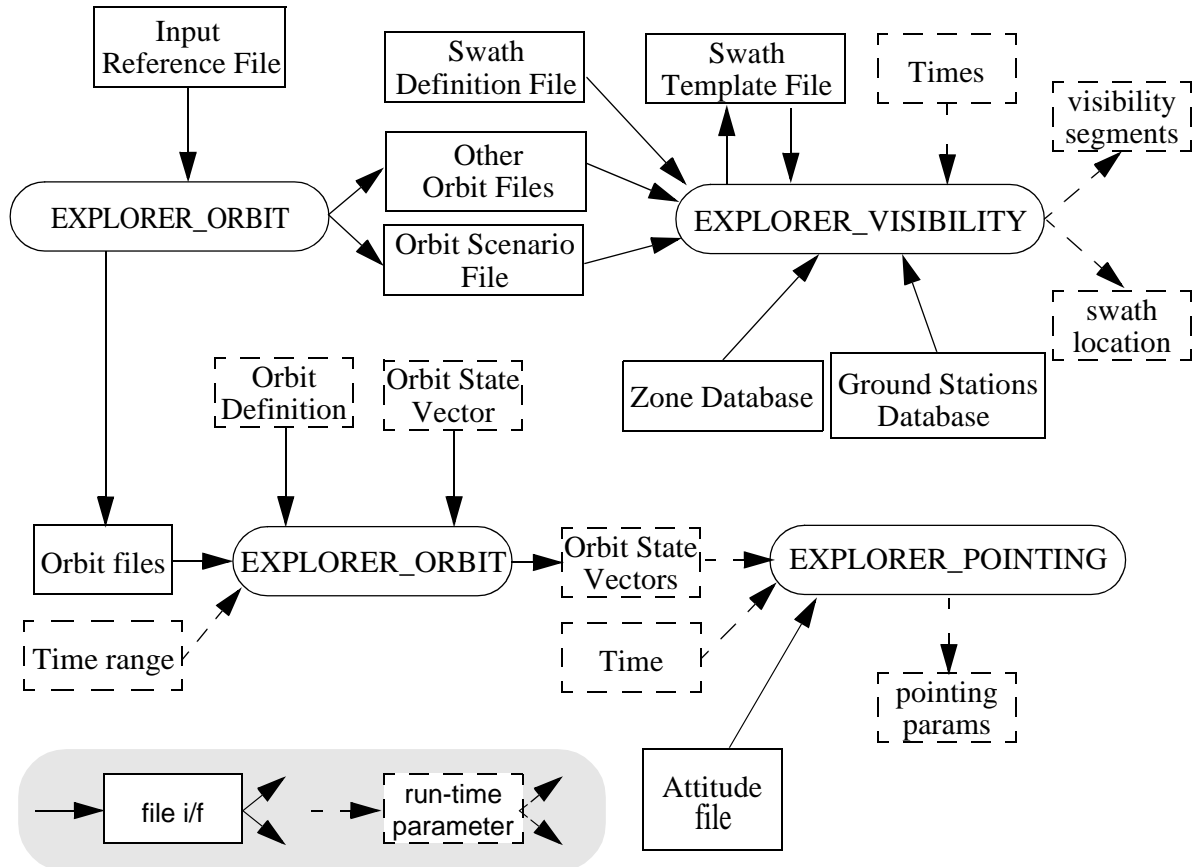 Input
Reference File
Swath
Definition File
Swath
Template File
Times
visibility
segments
Other
Orbit Files
EXPLORER_ORBIT
EXPLORER_VISIBILITY
Orbit Scenario
File
swath
location
Zone Database
Ground Stations
Database
Orbit
Definition
Orbit State
Vector
Orbit files
EXPLORER_ORBIT
Orbit State
Vectors
EXPLORER_POINTING
Time range
Time
pointing
params
Attitude
file
file i/f
run-time
parameter